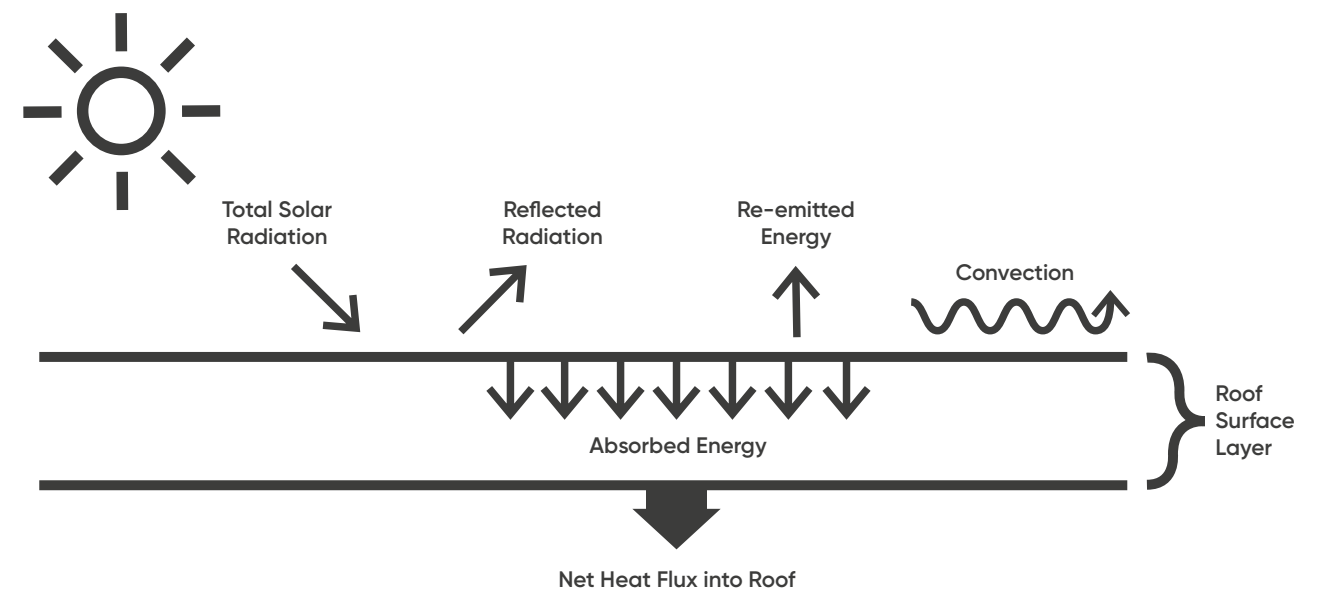 Total Solar
Radiation
Reflected
Radiation
Re-emitted
Energy
Convection
Roof
Surface
Layer
Absorbed Energy
Net Heat Flux into Roof